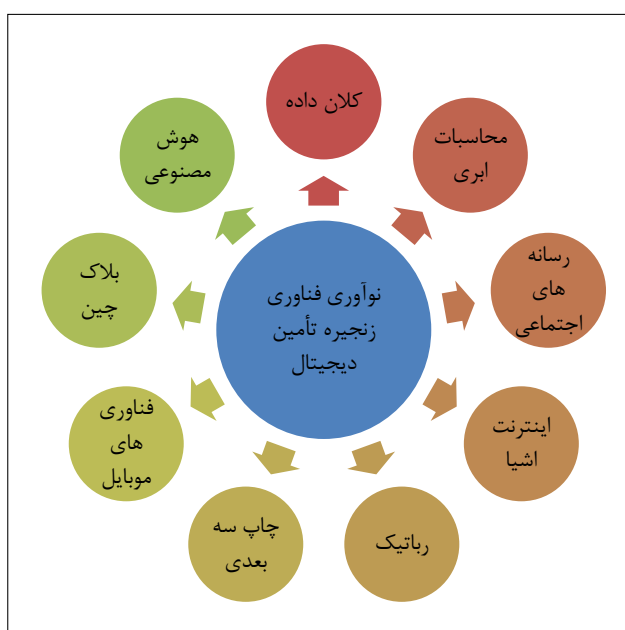 کلان داده
محاسبات
ابری
رسانه
های
اجتماعی
اینترنت
اشیا
رباتیک
چاپ سه
بعدی
فناوری
های
موبایل
بلاک
چین
هوش
مصنوعی
نوآوری فناوری
زنجیره تأمین
دیجیتال